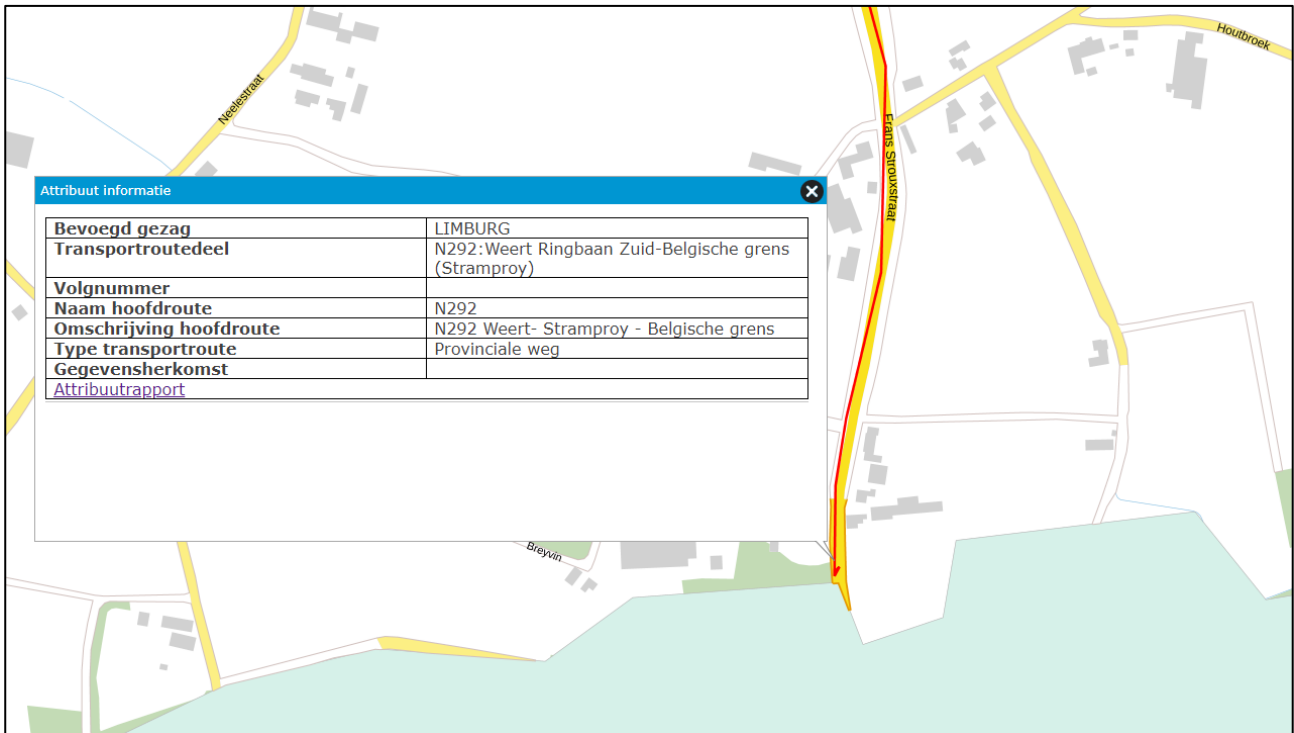 Houtbroek
Neelestraat
Frans Strouxstraat
Attribuut informatie
Bevoegd gezag LIMBURG
Transportroutedeel N292:Weert Ringbaan Zuid-Belgische grens
(Stramproy)
Volgnummer
Naam hoofdroute N292
Omschrijving hoofdroute N292 Weert- Stramproy - Belgische grens
Type transportroute Provinciale weg
Gegevensherkomst
Attribuutrapport
Breyvin